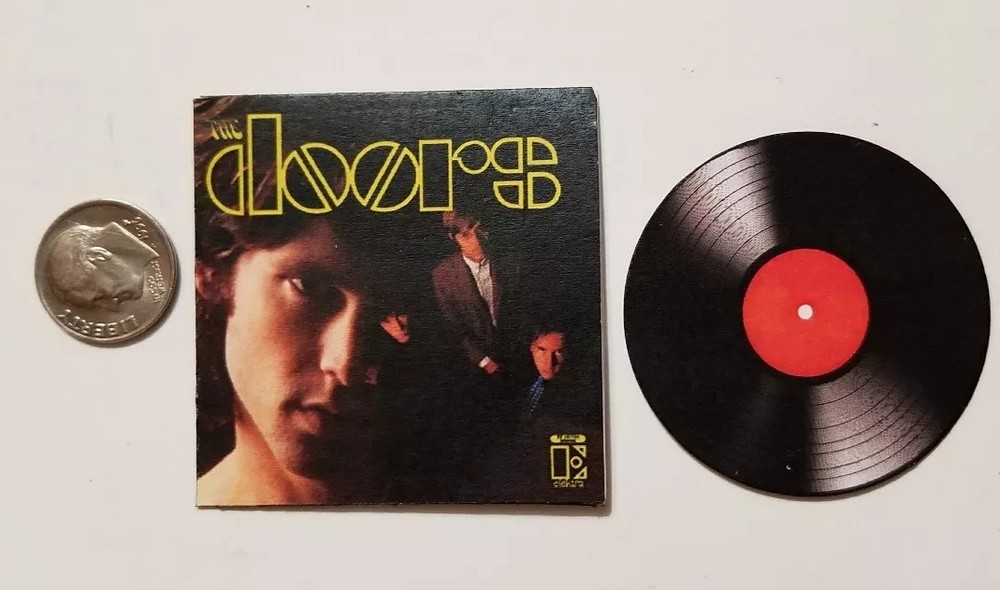 LIBERTY
THE
doors
elektra